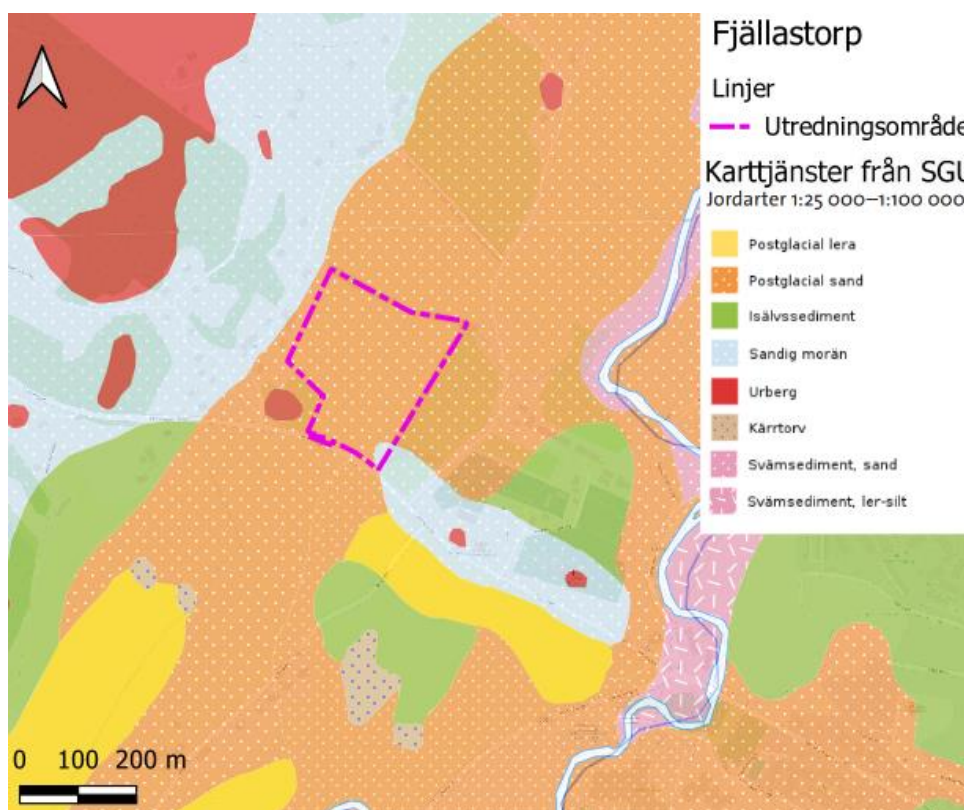 Fjällastorp
Linjer
Utredningsområde
Karttjänster från SGU
Jordarter 1:25 000–1:100 000
Postglacial lera
Postglacial sand
Isälvssediment
Sandig morän
Urberg
Kärrtorv
Svämsediment, sand
Svämsediment, ler-silt
0 100 200 m